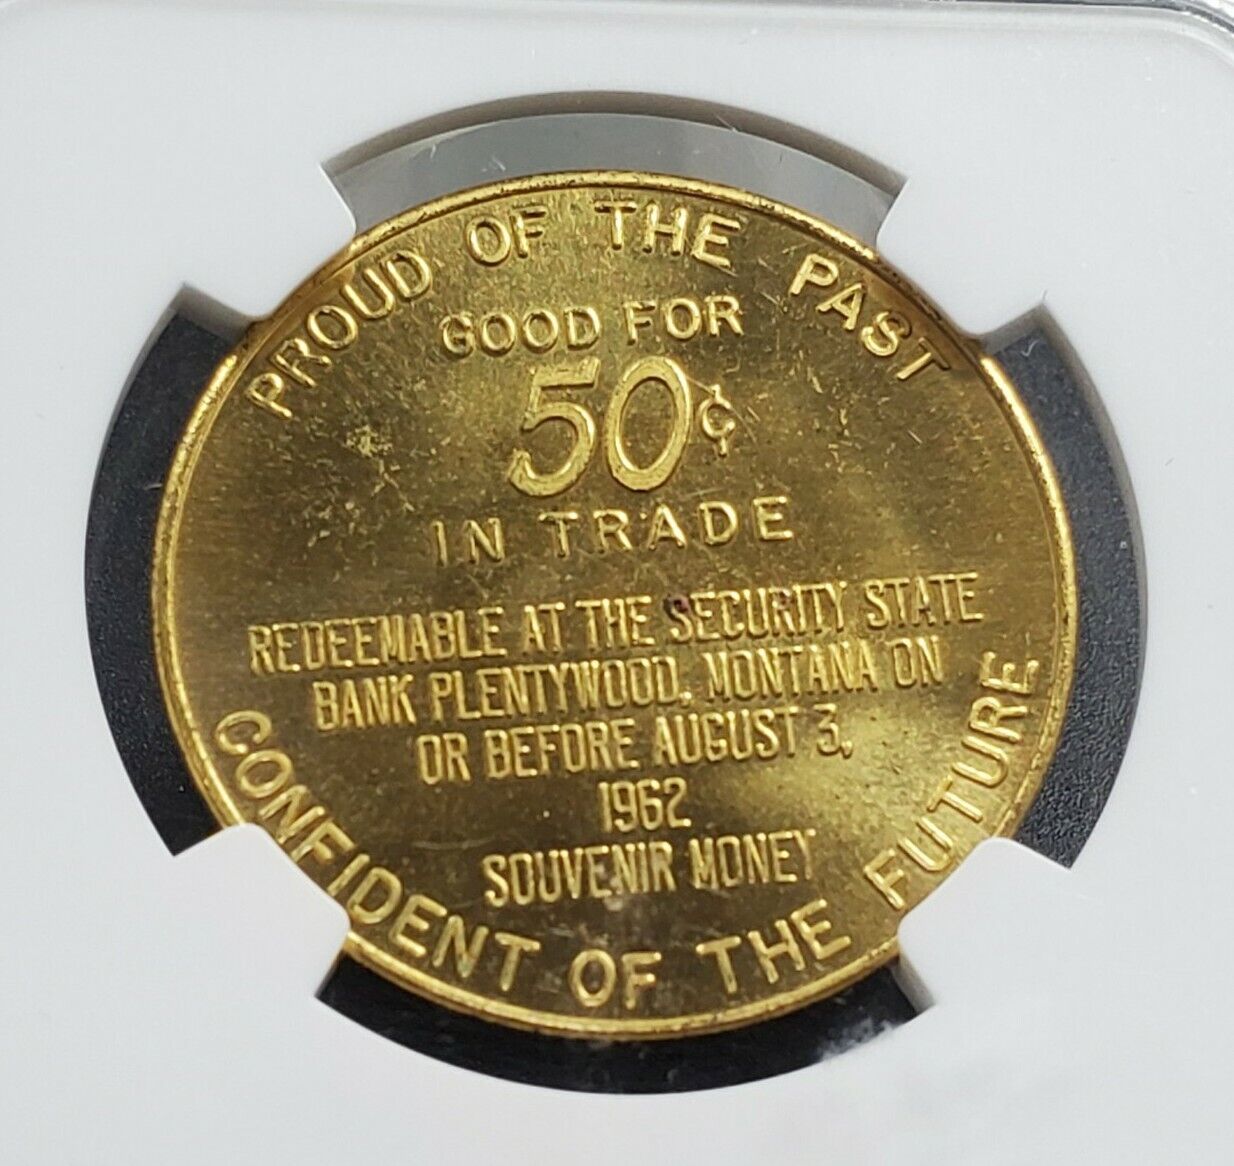 PROUD OF THE PAST
GOOD FOR
50¢
IN TRADE
REDEEMABLE AT THE SECURITY STATE
BANK PLENTYWOOD, MONTANA ON
OR BEFORE AUGUST 3,
1962
SOUVENIR MONEY
CONFIDENT OF THE FUTURE